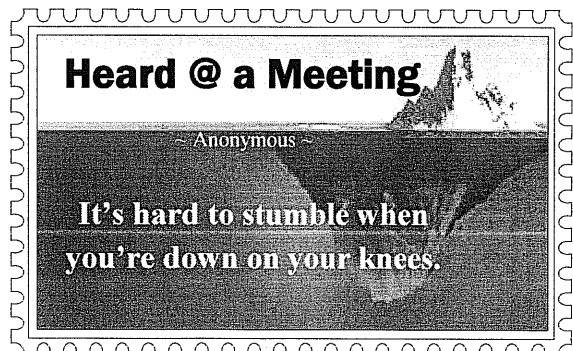 Heard @ a Meeting
~ Anonymous ~
It's hard to stumble when
you're down on your knees.